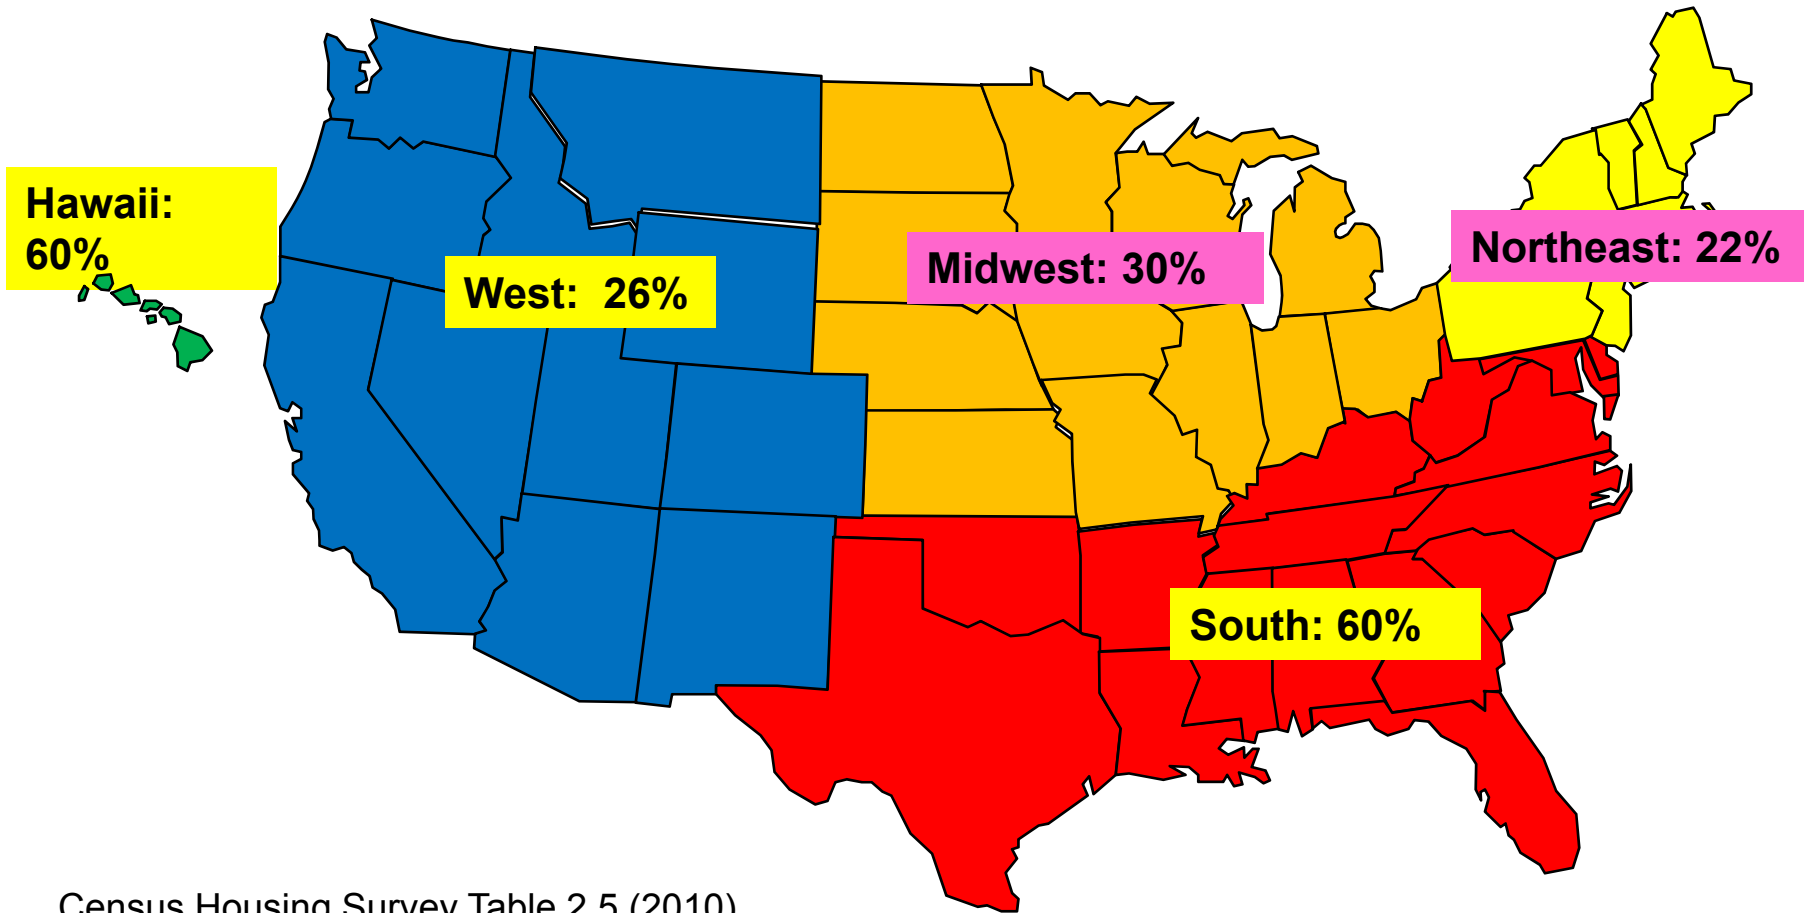 Hawaii:
60%
West:  26%
Midwest: 30%
Northeast: 22%
South: 60%
Census Housing Survey Table 2.5 (2010)